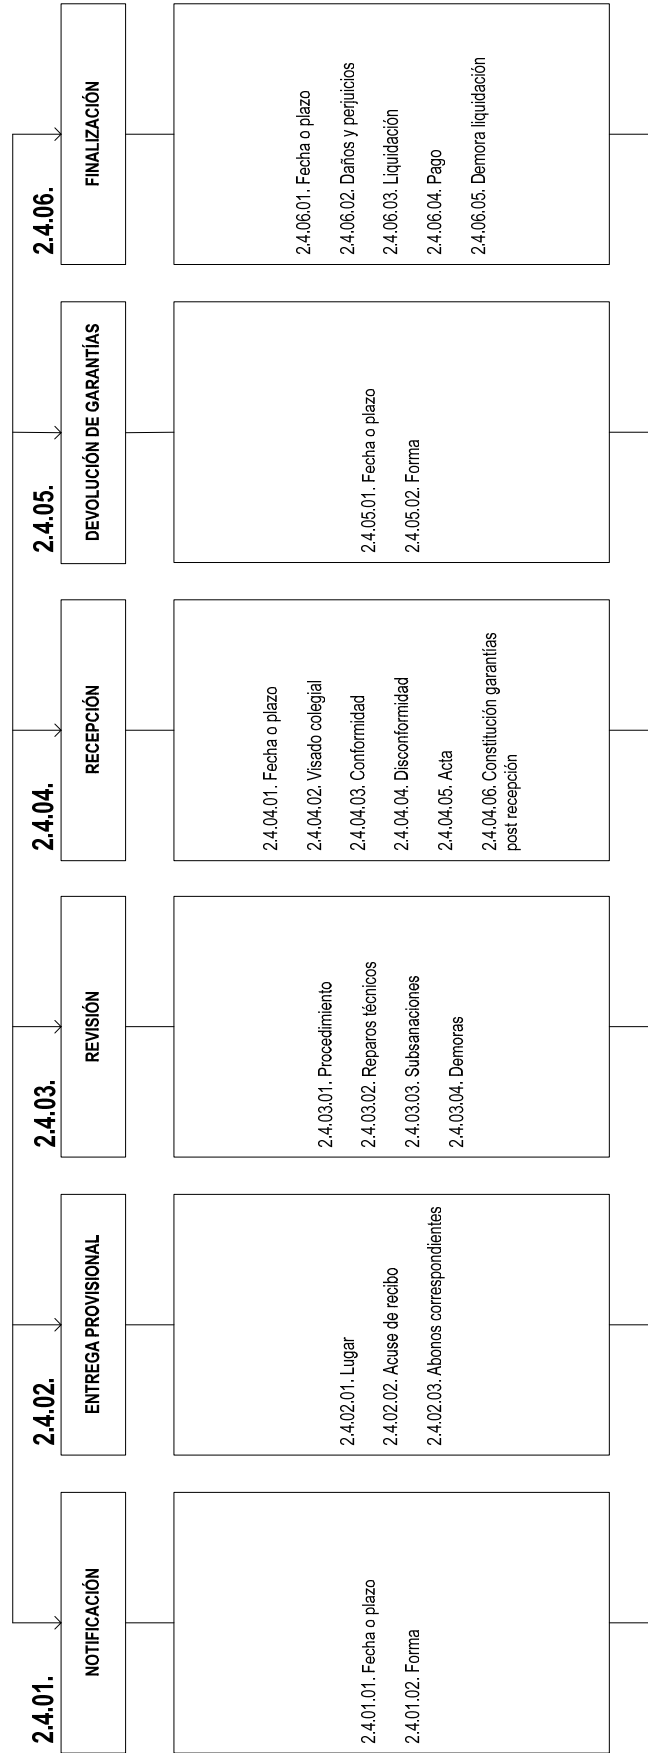 2.4.01.
NOTIFICACIÓN
2.4.01.01. Fecha o plazo
2.4.01.02. Forma
2.4.02.
ENTREGA PROVISIONAL
2.4.02.01. Lugar
2.4.02.02. Acuse de recibo
2.4.02.03. Abonos correspondientes
2.4.03.
REVISIÓN
2.4.03.01. Procedimiento
2.4.03.02. Reparos técnicos
2.4.03.03. Subsanaciones
2.4.03.04. Demoras
2.4.04.
RECEPCIÓN
2.4.04.01. Fecha o plazo
2.4.04.02. Visado colegial
2.4.04.03. Conformidad
2.4.04.04. Disconformidad
2.4.04.05. Acta
2.4.04.06. Constitución garantías
post recepción
2.4.05.
DEVOLUCIÓN DE GARANTÍAS
2.4.05.01. Fecha o plazo
2.4.05.02. Forma
2.4.06.
FINALIZACIÓN
2.4.06.01. Fecha o plazo
2.4.06.02. Daños y perjuicios
2.4.06.03. Liquidación
2.4.06.04. Pago
2.4.06.05. Demora liquidación